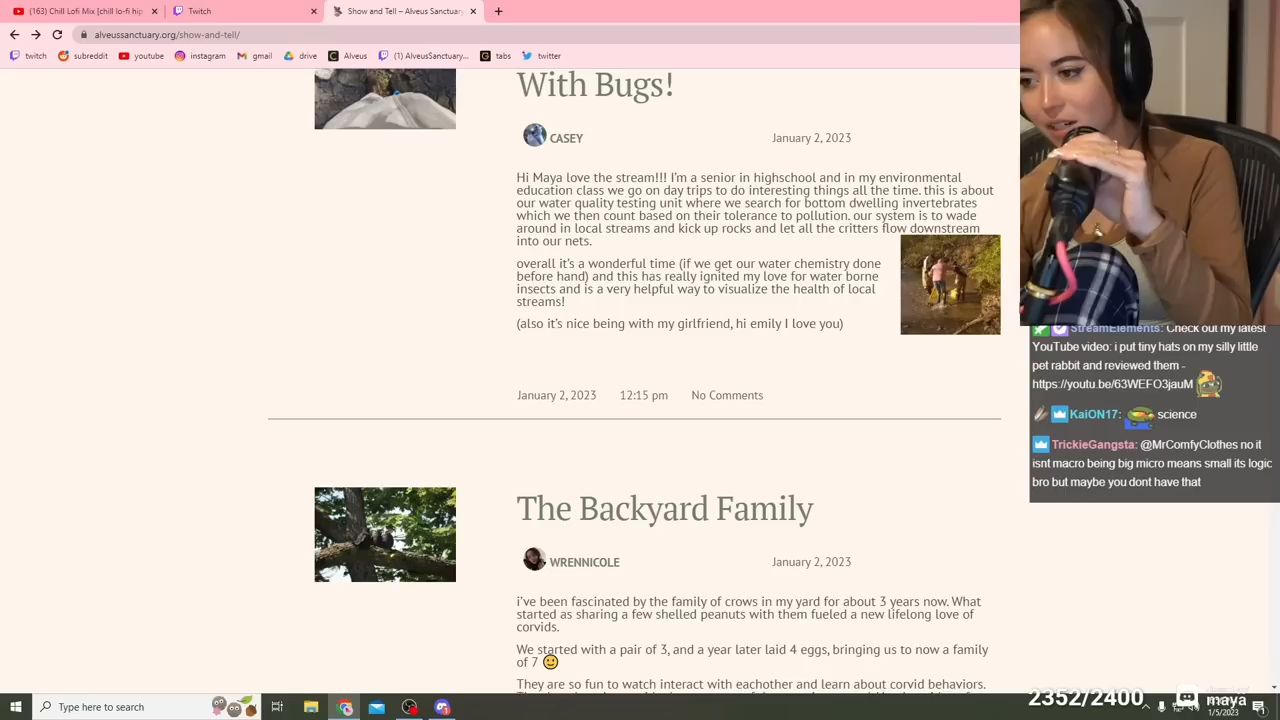 (163) Chill Lofi Mix [chill lo-fi hip
Twitch
Show and Tell – Alveus Sanctuary
alveussanctuary.org/show-and-tell/
twitch
subreddit
youtube
instagram
gmail
drive
Alveus
(1) AlveusSanctuary...
tabs
twitter
With Bugs!
CASEY
January 2, 2023
Hi Maya love the stream!!! I'm a senior in highschool and in my environmental
education class we go on day trips to do interesting things all the time. this is about
our water quality testing unit where we search for bottom dwelling invertebrates
which we then count based on their tolerance to pollution. our system is to wade
around in local streams and kick up rocks and let all the critters flow downstream
into our nets.
overall it's a wonderful time (if we get our water chemistry done
before hand) and this has really ignited my love for water borne
insects and is a very helpful way to visualize the health of local
streams!
(also it's nice being with my girlfriend, hi emily I love you)
January 2, 2023
12:15 pm
No Comments
The Backyard Family
WRENNICOLE
January 2, 2023
i've been fascinated by the family of crows in my yard for about 3 years now. What
started as sharing a few shelled peanuts with them fueled a new lifelong love of
corvids.
We started with a pair of 3, and a year later laid 4 eggs, bringing us to now a family
of 7
They are so fun to watch interact with eachother and learn about corvid behaviors.
StreamElements: Check out my latest
YouTube video: i put tiny hats on my silly little
pet rabbit and reviewed them -
https://youtu.be/63WEFO3jauM
KaiON17: science
TrickieGangsta: @MrComfyClothes no it
isnt macro being big micro means small its logic
bro but maybe you dont have that
Type here to search
2352/2400
maya
1/5/2023